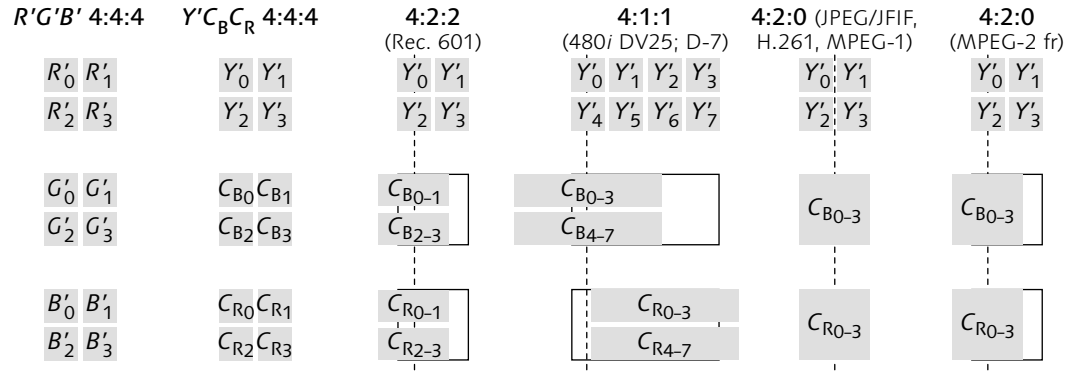 R'G'B' 4:4:4 Y'CBCR 4:4:4 4:2:2 4:1:1 4:2:0 (JPEG/JFIF, 4:2:0
(Rec. 601) (480i DV25; D-7) H.261, MPEG-1) (MPEG-2 fr)
R'0 R'1 Y'0 Y'1 Y'0 Y'1 Y'0 Y'1 Y'2 Y'3 Y'0 Y'1 Y'0 Y'1
R'2 R'3 Y'2 Y'3 Y'2 Y'3 Y'4 Y'5 Y'6 Y'7 Y'2 Y'3 Y'2 Y'3
G'0 G'1 CB0 CB1 CB0–1 CB0–3
CB0–3 CB0–3
G'2 G'3 CB2 CB3 CB2–3 CB4–7
B'0 B'1 CR0 CR1 CR0–1 CR0–3
CR0–3 CR0–3
B'2 B'3 CR2 CR3 CR2–3 CR4–7